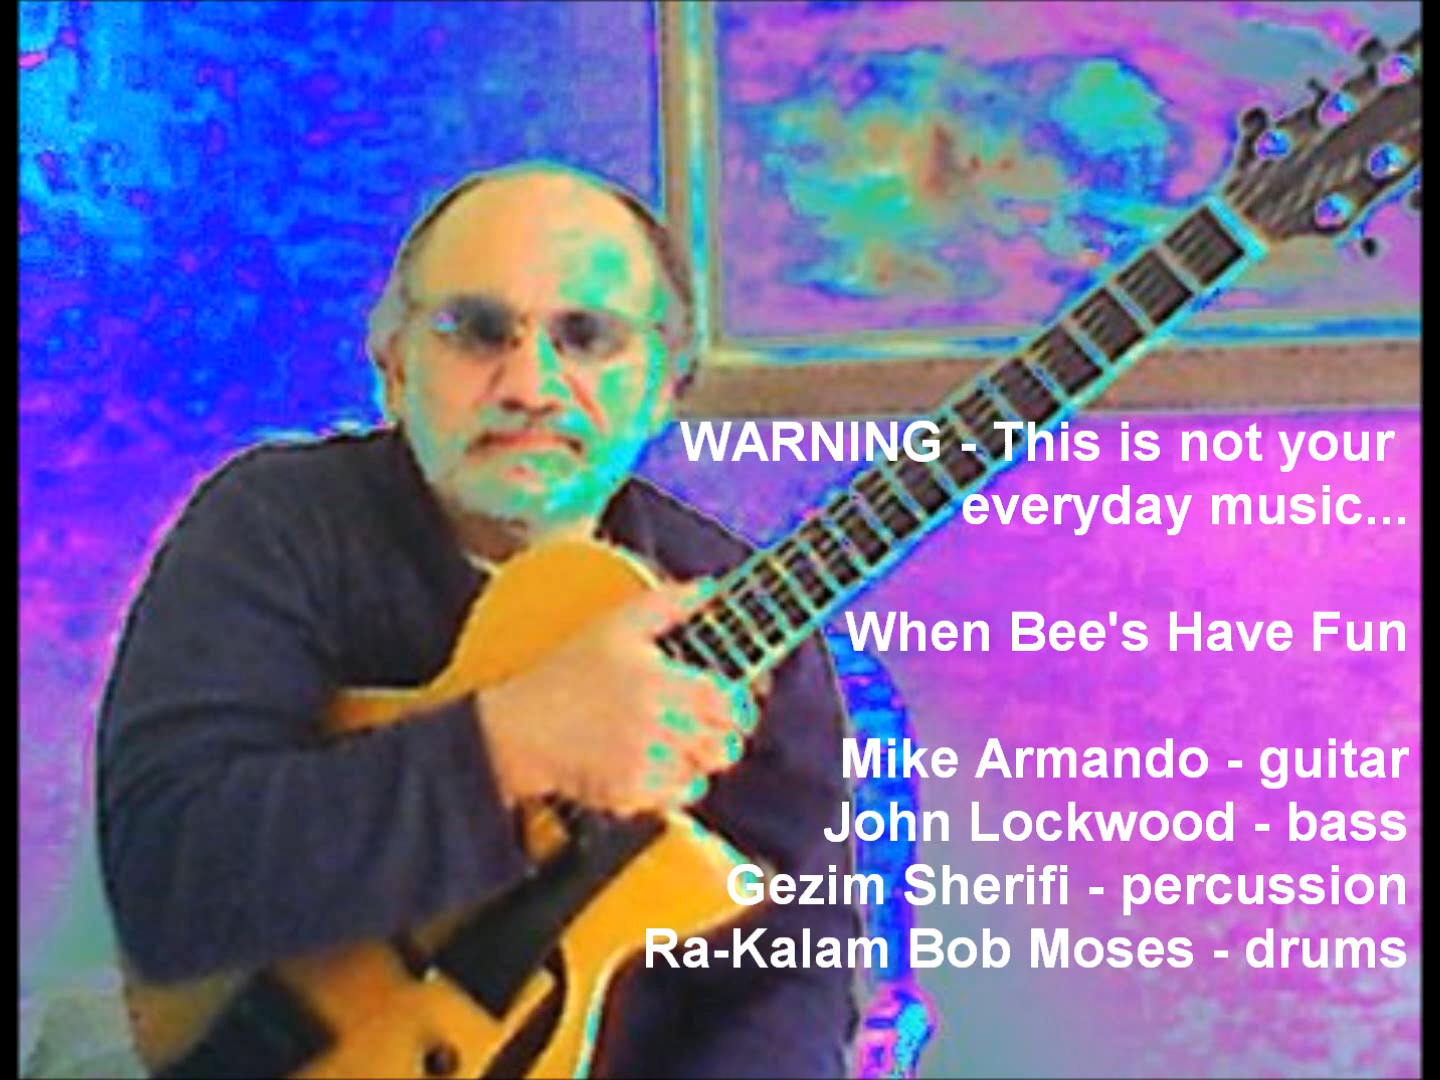 WARNING - This is not your
everyday music...
When Bee's Have Fun
Mike Armando - guitar
John Lockwood - bass
Gezim Sherifi - percussion
Ra-Kalam Bob Moses - drums